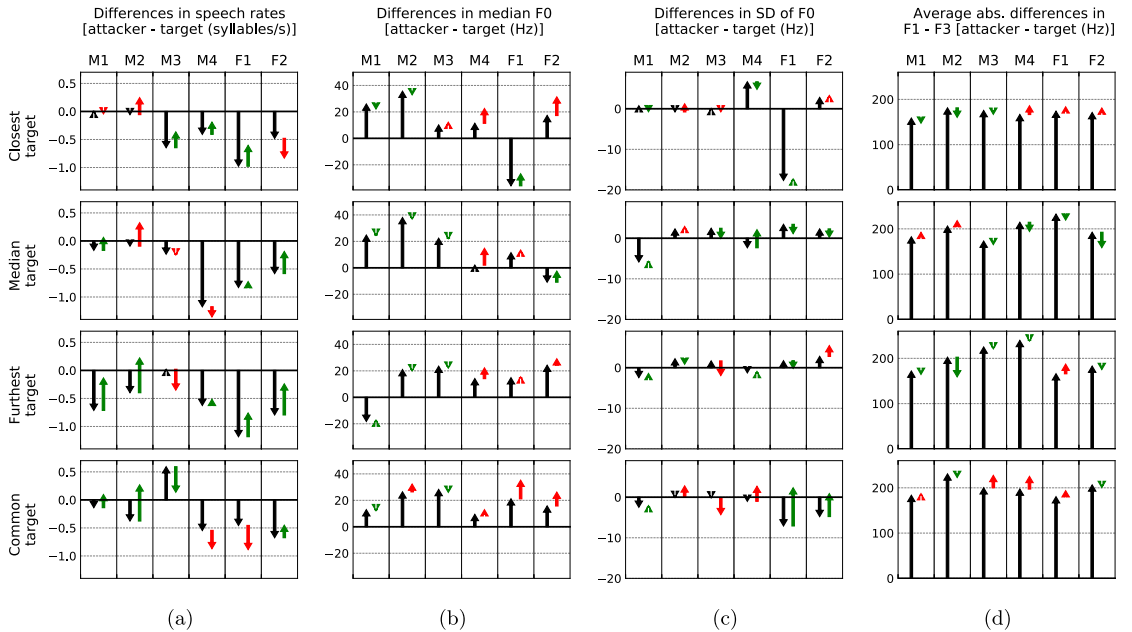 Differences in speech rates
[attacker - target (syllables/s)]
Differences in median F0
[attacker - target (Hz)]
Differences in SD of F0
[attacker - target (Hz)]
Average abs. differences in
F1 - F3 [attacker - target (Hz)]
M1 M2 M3 M4 F1 F2
M1 M2 M3 M4 F1 F2
M1 M2 M3 M4 F1 F2
M1 M2 M3 M4 F1 F2
Closest
target
0.5
0.0
−0.5
−1.0
40
20
0
−20
0
−10
−20
200
100
0
Median
target
0.5
0.0
−0.5
−1.0
40
20
0
−20
0
−10
−20
200
100
0
Furthest
target
0.5
0.0
−0.5
−1.0
40
20
0
−20
0
−10
−20
200
100
0
Common
target
0.5
0.0
−0.5
−1.0
40
20
0
−20
0
−10
−20
200
100
0
(a)
(b)
(c)
(d)